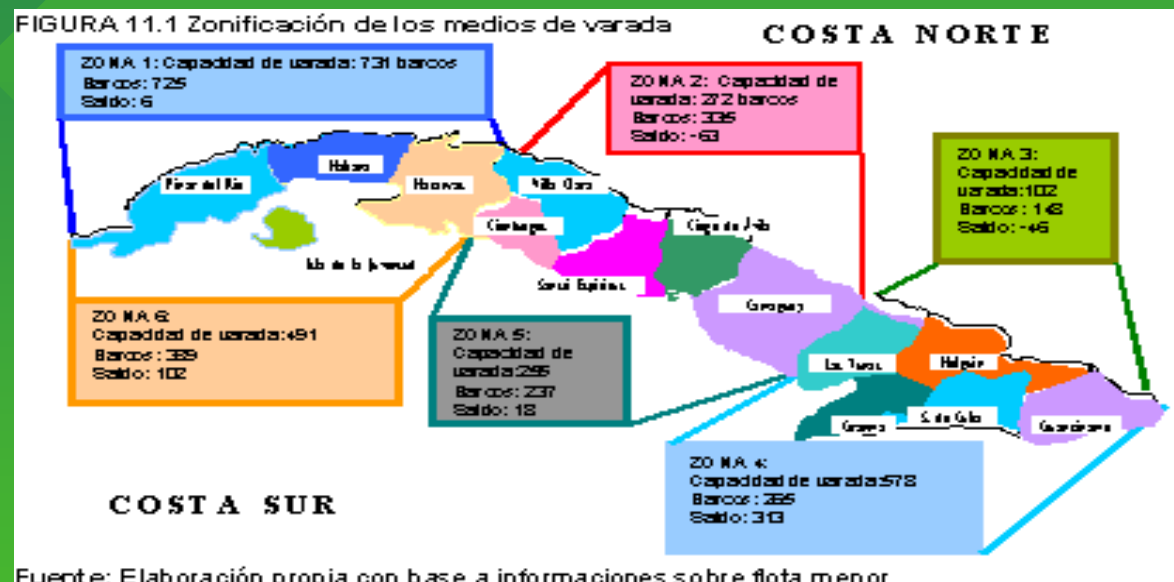 FIGURA 11.1 Zonificación de los medios de varada
COSTA NORTE
ZONA 1: Capacidad de varada: 731 barcos
Barcos: 725
Saldo: 6
ZONA 2: Capacidad de
varada: 272 barcos
Barcos: 335
Saldo: -63
ZONA 3:
Capacidad de
varada: 102
Barcos: 148
Saldo: -46
Pinar del Río
Habana
Villa Clara
Cienfuegos
Ciego de Ávila
Isla de la Juventud
Sancti Spíritus
Camagüey
Las Tunas
Holguín
Granma
S. de Cuba
Guantánamo
ZONA 6:
Capacidad de varada:491
Barcos: 389
Saldo: 102
ZONA 5:
Capacidad de
varada:255
Barcos: 237
Saldo: 18
ZONA 4:
Capacidad de varada:578
Barcos: 265
Saldo: 313
COSTA SUR
Fuente: Elaboración propia con base a informaciones sobre flota menor